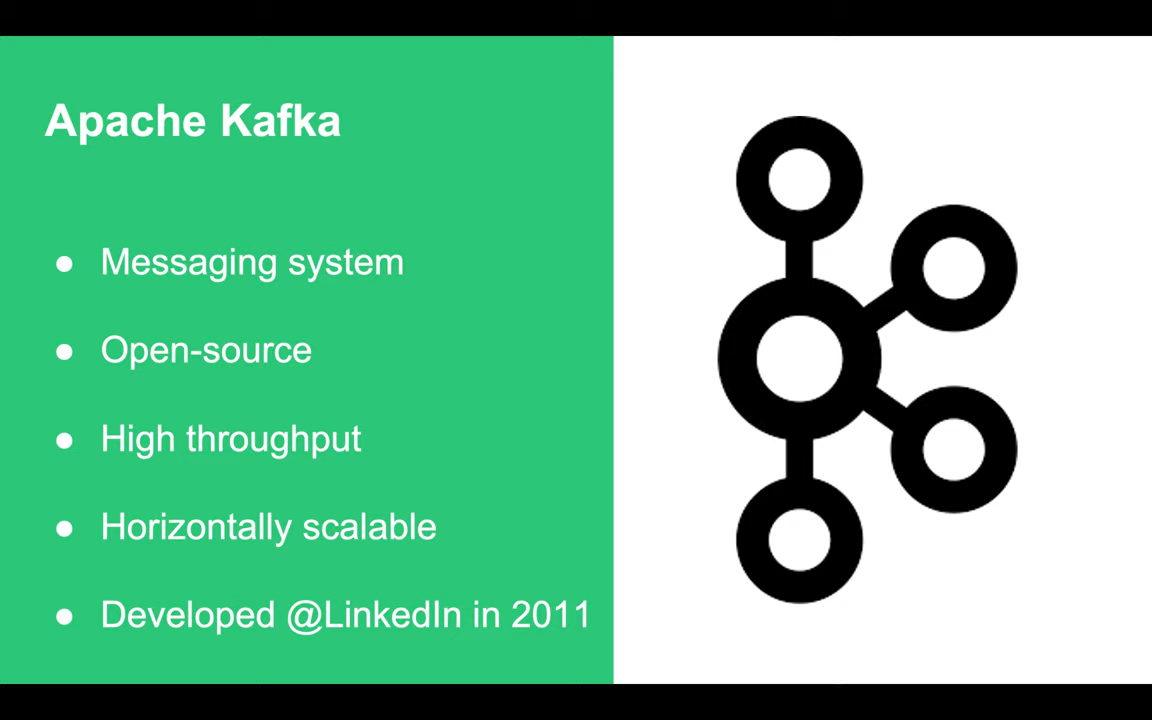 Apache Kafka
● Messaging system
● Open-source
● High throughput
● Horizontally scalable
● Developed @LinkedIn in 2011